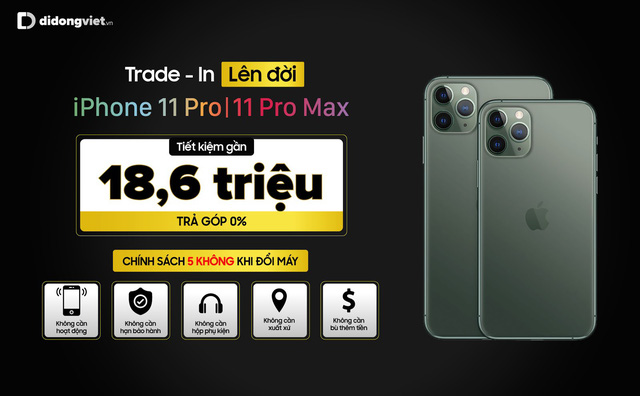 didongviet.vn
Trade - In Lên đời
iPhone 11 Pro|11 Pro Max
Tiết kiệm gần
18,6 triệu
TRẢ GÓP 0%
CHÍNH SÁCH 5 KHÔNG KHI ĐỔI MÁY
Không cần
hoạt động
Không cần
hạn bảo hành
Không cần
hộp phụ kiện
Không cần
xuất xứ
$
Không cần
bù thêm tiền